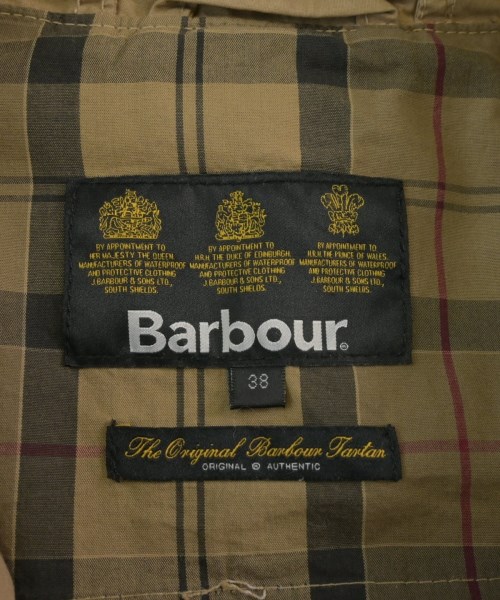 BY APPOINTMENT TO
HER MAJESTY THE QUEEN.
MANUFACTURERS OF WATERPROOF
AND PROTECTIVE CLOTHING
J.BARBOUR & SONS LTD.,
SOUTH SHIELDS.
BY APPOINTMENT TO
H.R.H. THE DUKE OF EDINBURGH.
MANUFACTURERS OF WATERPROOF
AND PROTECTIVE CLOTHING
J.BARBOUR & SONS LTD.,
SOUTH SHIELDS.
BY APPOINTMENT TO
H.R.H. THE PRINCE OF WALES.
MANUFACTURERS OF WATERPROOF
AND PROTECTIVE CLOTHING
J.BARBOUR & SONS LTD.,
SOUTH SHIELDS.
Barbour®
38
The Original Barbour Tartan
ORIGINAL ® AUTHENTIC